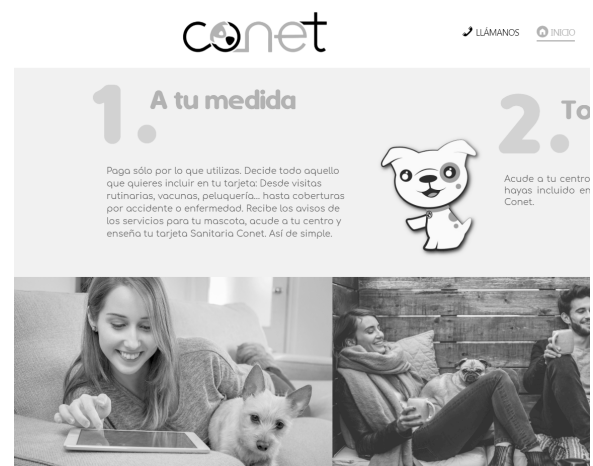 conet
LLÁMANOS
INICIO
1. A tu medida
Paga sólo por lo que utilizas. Decide todo aquello
que quieres incluir en tu tarjeta: Desde visitas
rutinarias, vacunas, peluquería... hasta coberturas
por accidente o enfermedad. Recibe los avisos de
los servicios para tu mascota, acude a tu centro y
enseña tu tarjeta Sanitaria Conet. Así de simple.
2. To
Acude a tu centro
hayas incluido en
Conet.